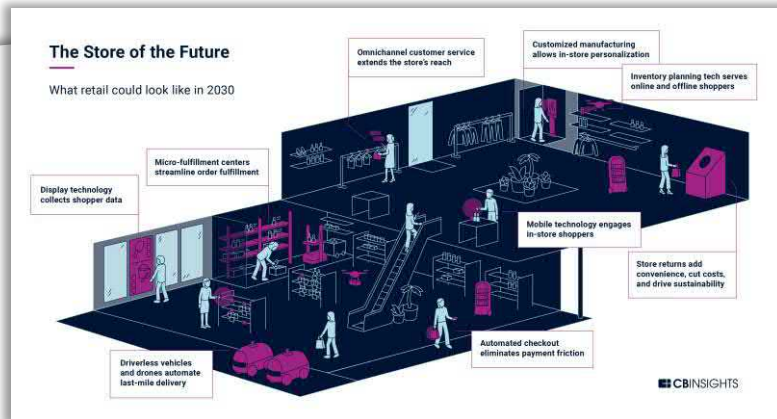 The Store of the Future
What retail could look like in 2030
Omnichannel customer service
extends the store's reach
Customized manufacturing
allows in-store personalization
Inventory planning tech serves
online and offline shoppers
Micro-fulfillment centers
streamline order fulfillment
Display technology
collects shopper data
Mobile technology engages
in-store shoppers
Store returns add
convenience, cut costs,
and drive sustainability
Driverless vehicles
and drones automate
last-mile delivery
Automated checkout
eliminates payment friction
CBINSIGHTS